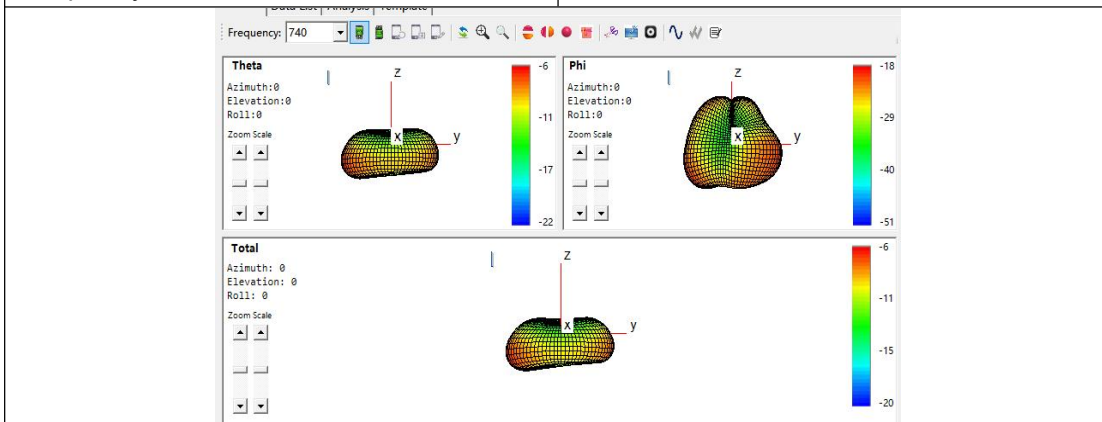 Data List Analysis Template
Frequency: 740
Theta
Azimuth:0
Elevation:0
Roll:0
Zoom Scale
z
x
y
-6
-11
-17
-22
Phi
Azimuth:0
Elevation:0
Roll:0
Zoom Scale
z
x
y
-18
-29
-40
-51
Total
Azimuth: 0
Elevation: 0
Roll: 0
Zoom Scale
z
x
y
-6
-11
-15
-20